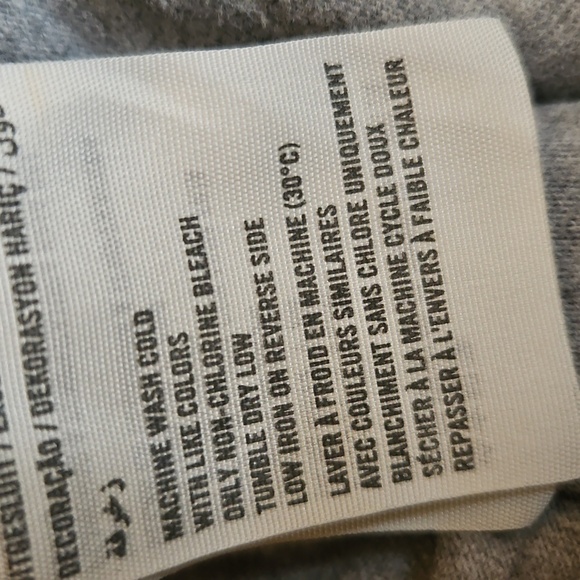 DECORAÇÃO / DEKORASYON HARIÇ /
زخرفة
MACHINE WASH COLD
WITH LIKE COLORS
ONLY NON-CHLORINE BLEACH
TUMBLE DRY LOW
LOW IRON ON REVERSE SIDE
LAVER À FROID EN MACHINE (30°C)
AVEC COULEURS SIMILAIRES
BLANCHIMENT SANS CHLORE UNIQUEMENT
SÉCHER À LA MACHINE CYCLE DOUX
REPASSER À L'ENVERS À FAIBLE CHALEUR